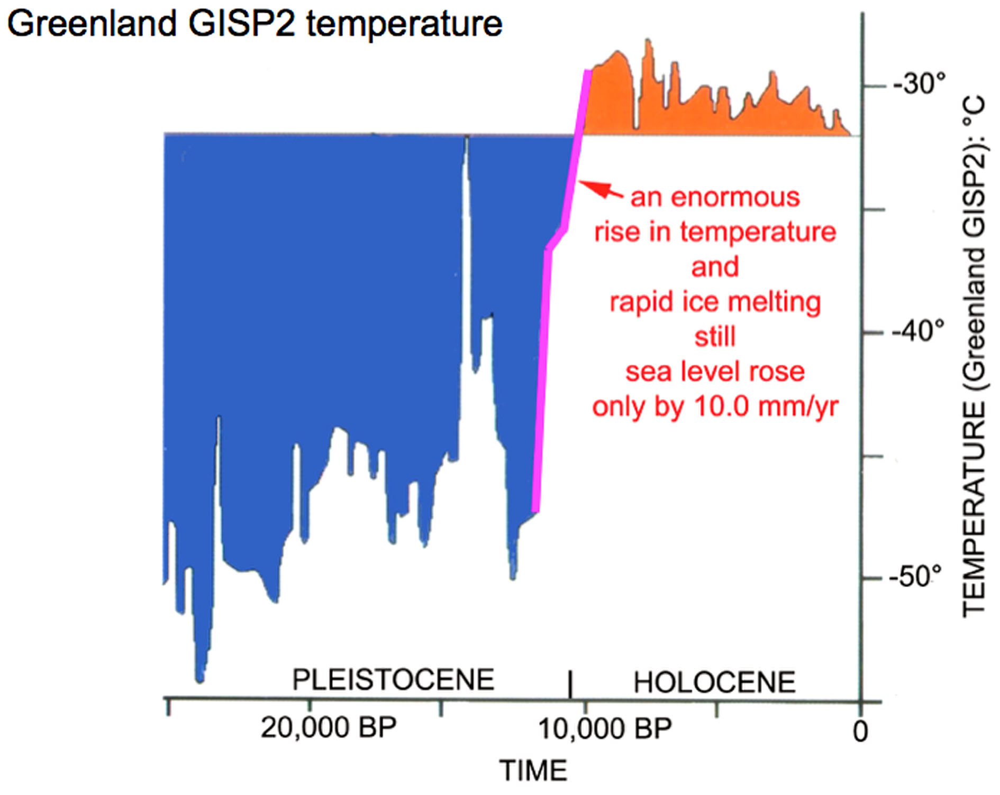 Greenland GISP2 temperature
-30°
an enormous
rise in temperature
and
rapid ice melting
still
sea level rose
only by 10.0 mm/yr
-40°
-50°
TEMPERATURE (Greenland GISP2): °C
PLEISTOCENE
HOLOCENE
20,000 BP
10,000 BP
0
TIME